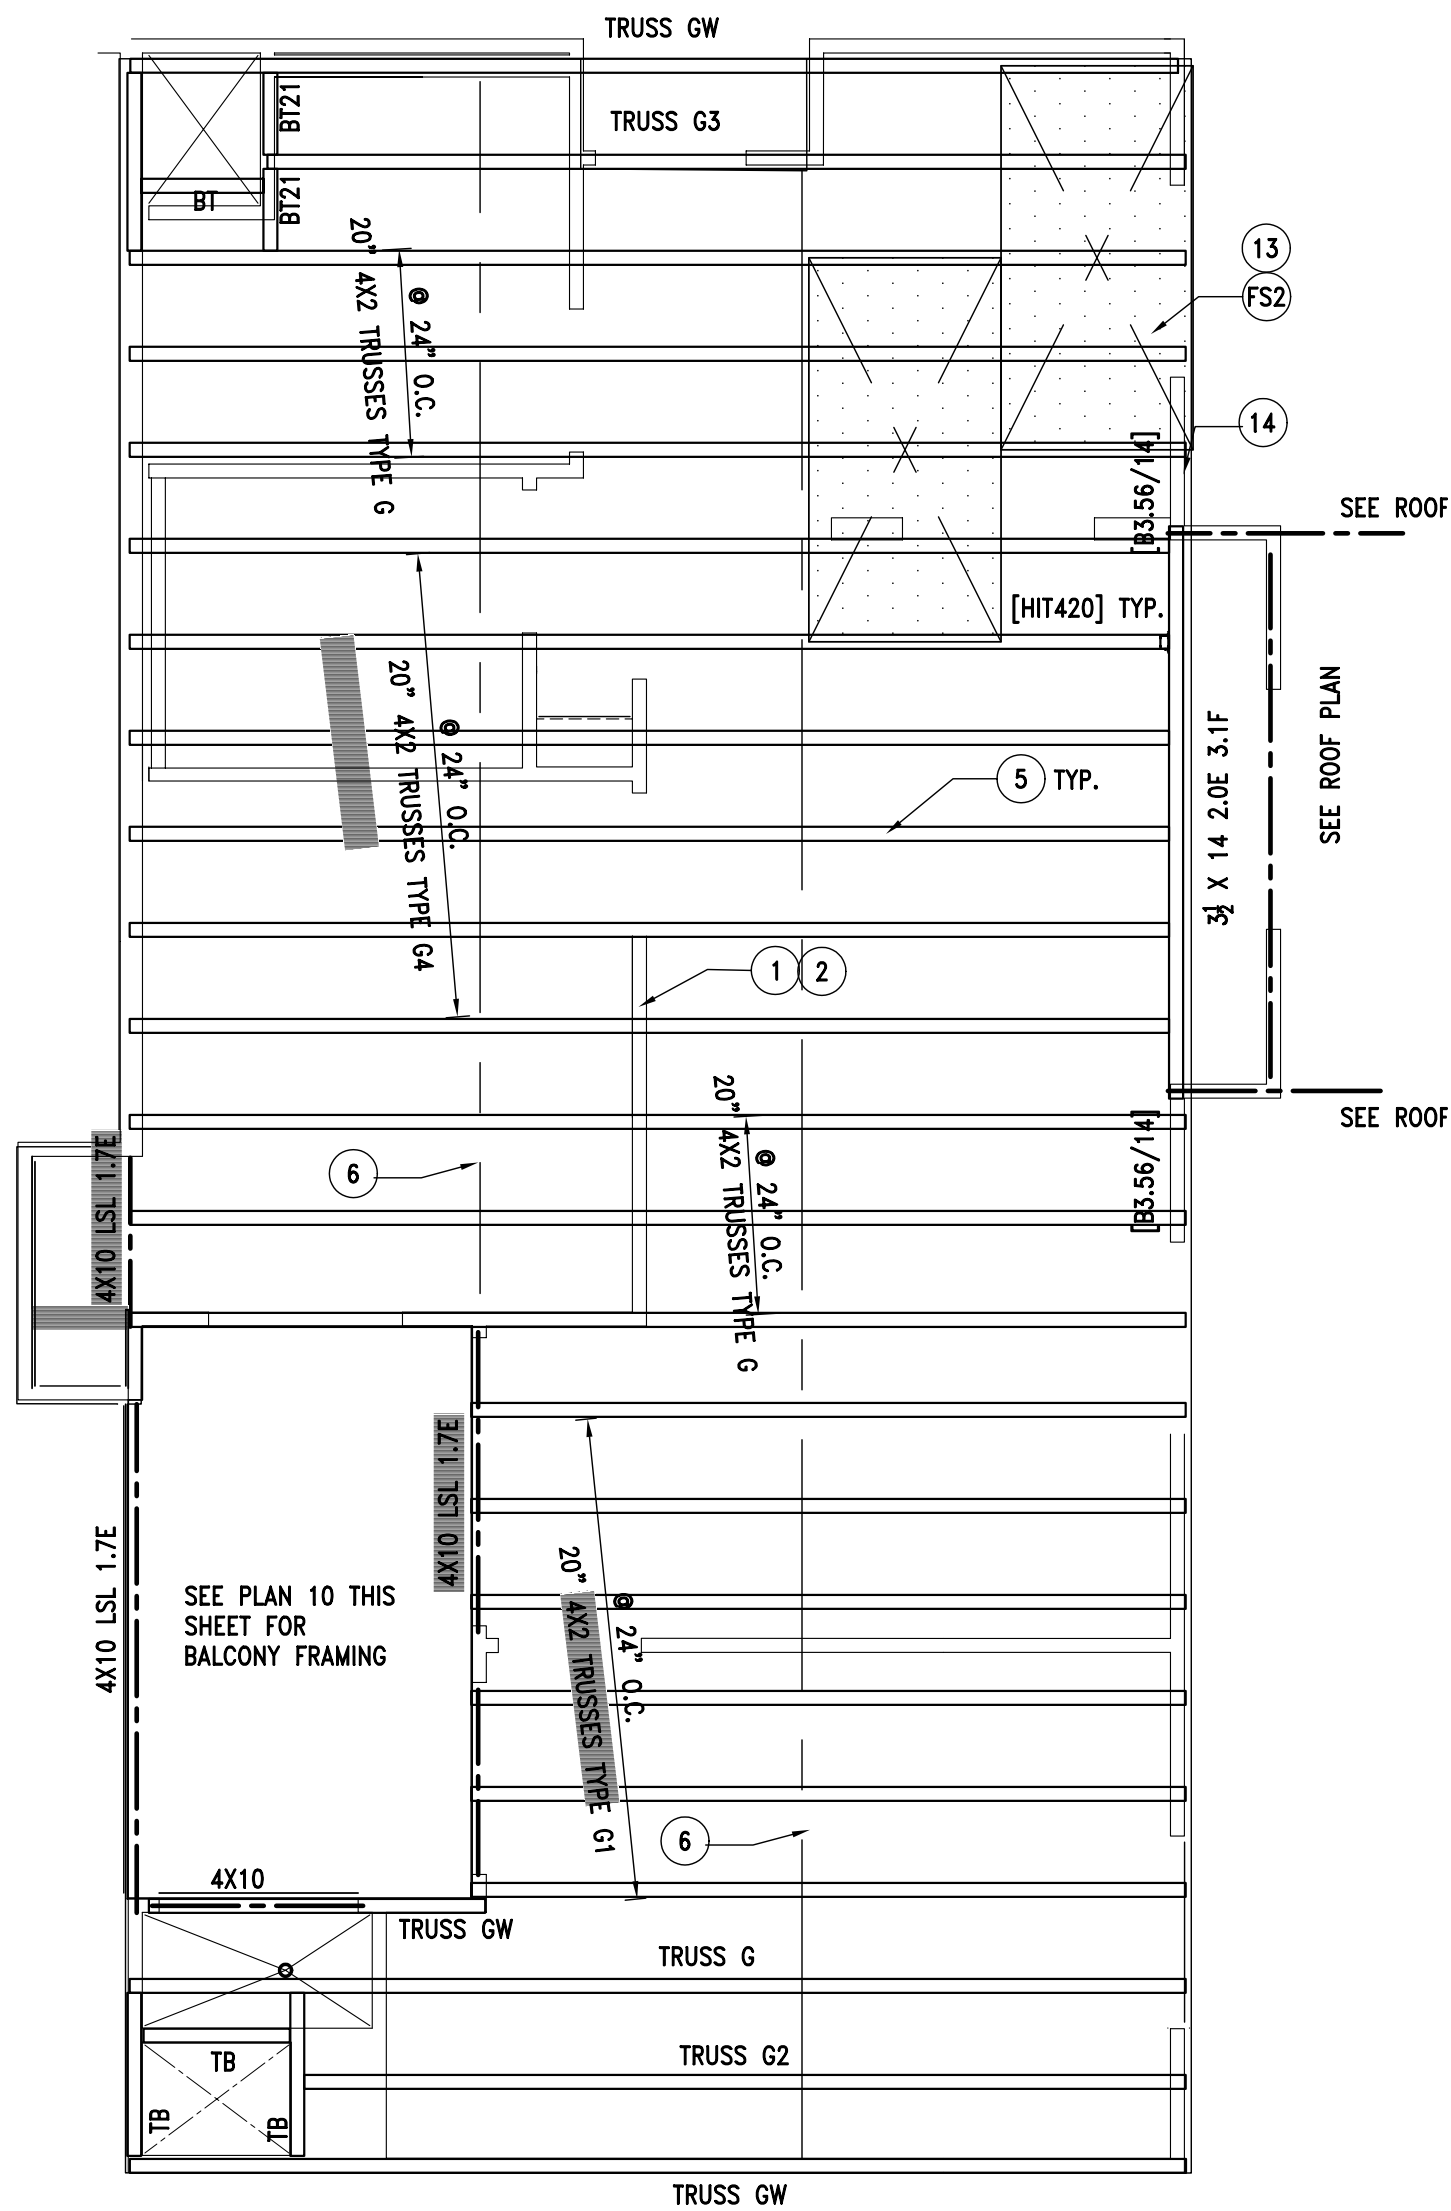 TRUSS GW
TRUSS G3
BT21
BT21
BT
20" 4X2 TRUSSES TYPE G
@ 24" O.C.
13
FS2
14
[B3.56/14]
SEE ROOF
[HIT420] TYP.
20" 4X2 TRUSSES TYPE G4
@ 24" O.C.
3½ X 14 2.0E 3.1F
SEE ROOF PLAN
5 TYP.
1 2
SEE ROOF
[B3.56/14]
20" 4X2 TRUSSES TYPE G
@ 24" O.C.
6
4X10 LSL 1.7E
4X10 LSL 1.7E
4X10 LSL 1.7E
SEE PLAN 10 THIS
SHEET FOR
BALCONY FRAMING
20" 4X2 TRUSSES TYPE G1
@ 24" O.C.
6
4X10
TRUSS GW
TRUSS G
TRUSS G2
TB
TB
TB
TRUSS GW